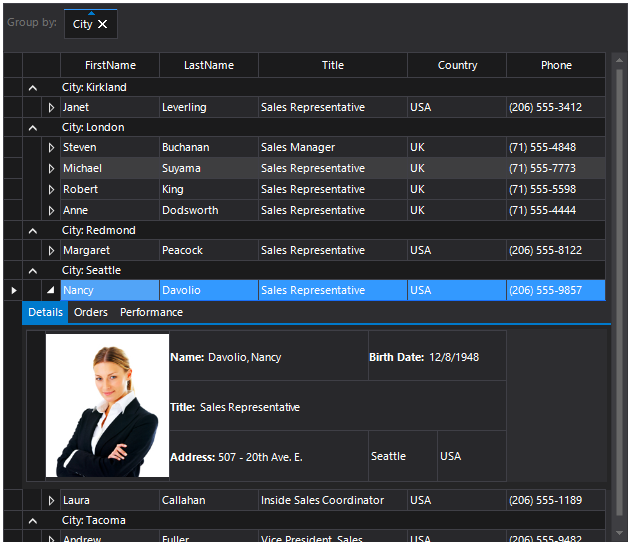 Group by: City
FirstName LastName Title Country Phone
City: Kirkland
Janet Leverling Sales Representative USA (206) 555-3412
City: London
Steven Buchanan Sales Manager UK (71) 555-4848
Michael Suyama Sales Representative UK (71) 555-7773
Robert King Sales Representative UK (71) 555-5598
Anne Dodsworth Sales Representative UK (71) 555-4444
City: Redmond
Margaret Peacock Sales Representative USA (206) 555-8122
City: Seattle
Nancy Davolio Sales Representative USA (206) 555-9857
Details Orders Performance
Name: Davolio, Nancy Birth Date: 12/8/1948
Title: Sales Representative
Address: 507 - 20th Ave. E. Seattle USA
Laura Callahan Inside Sales Coordinator USA (206) 555-1189
City: Tacoma
Andrew Fuller Vice President, Sales USA (206) 555-9482